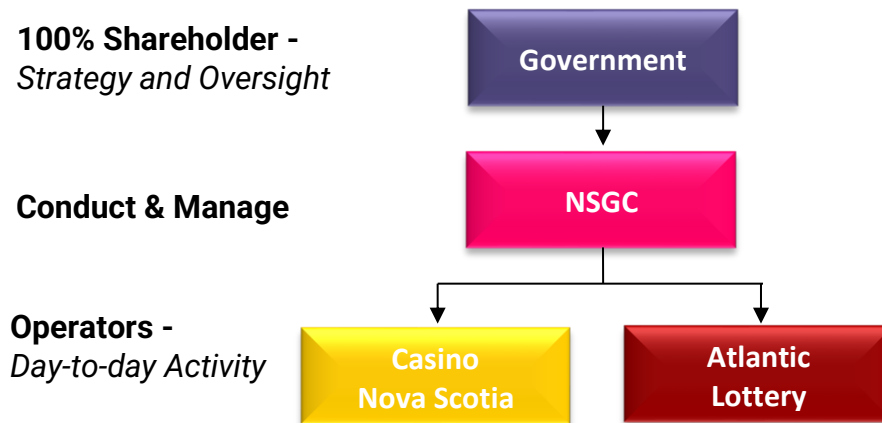 100% Shareholder -
Strategy and Oversight
Government
Conduct & Manage
NSGC
Operators -
Day-to-day Activity
Casino
Nova Scotia
Atlantic
Lottery